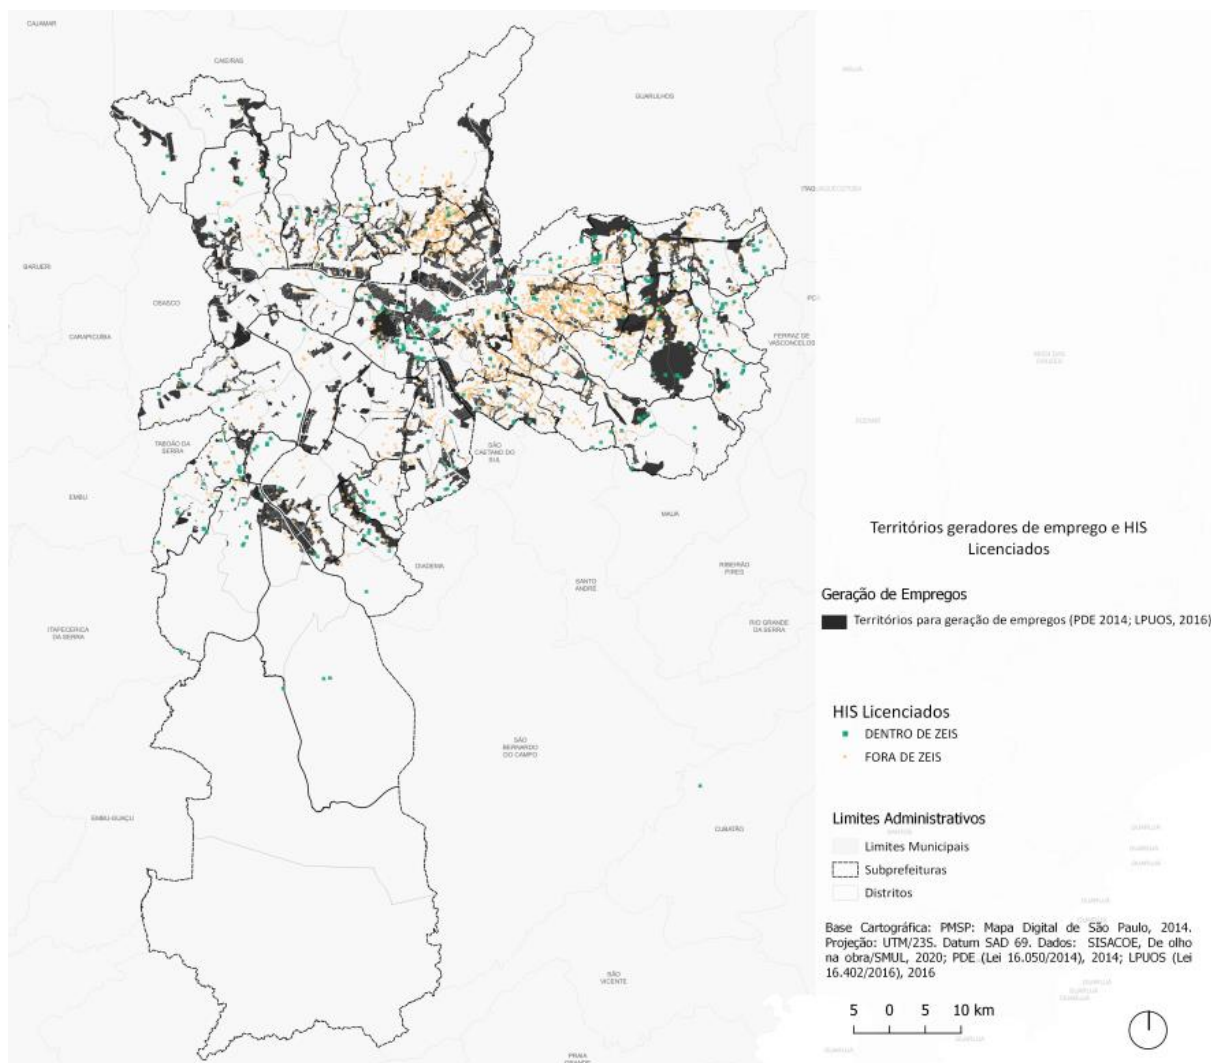 CAJAMAR
CAIEIRAS
GUARULHOS
BARUERI
OSASCO
CARAPICUIBA
FERRAZ DE
VASCONCELOS
TABOÃO DA
SERRA
SÃO
CAETANO DO
SUL
EMBU
MAUA
DIADEMA
SANTO
ANDRÉ
RIBEIRÃO
PIRES
ITAPECERICA
DA SERRA
RIO GRANDE
DA SERRA
SÃO
BERNARDO
DO CAMPO
EMBU-GUAÇU
CUBATÃO
SÃO
VICENTE
PRAIA
GRANDE
Territórios geradores de emprego e HIS
Licenciados
Geração de Empregos
Territórios para geração de empregos (PDE 2014; LPUOS, 2016)
HIS Licenciados
DENTRO DE ZEIS
FORA DE ZEIS
Limites Administrativos
Limites Municipais
Subprefeituras
Distritos
Base Cartográfica: PMSP: Mapa Digital de São Paulo, 2014.
Projeção: UTM/23S. Datum SAD 69. Dados: SISACOE, De olho
na obra/SMUL, 2020; PDE (Lei 16.050/2014), 2014; LPUOS (Lei
16.402/2016), 2016
5 0 5 10 km